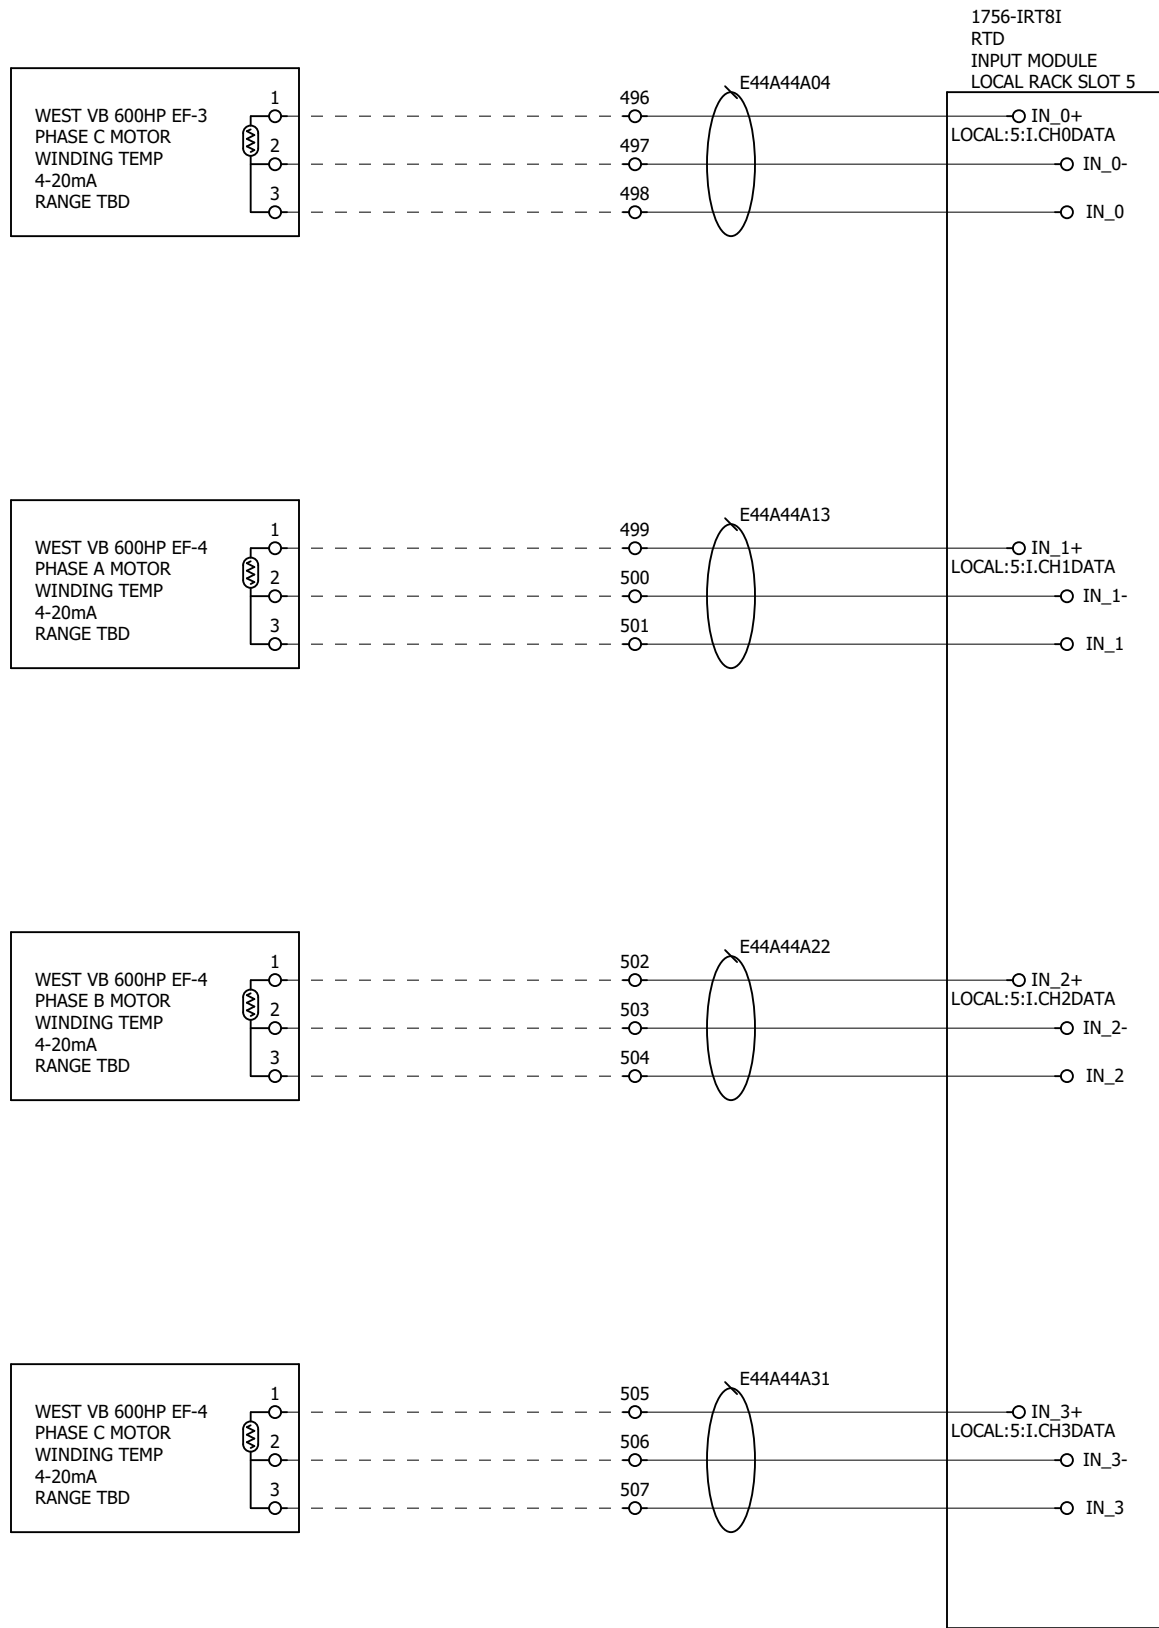 1756-IRT8I
RTD
INPUT MODULE
LOCAL RACK SLOT 5
WEST VB 600HP EF-3
PHASE C MOTOR
WINDING TEMP
4-20mA
RANGE TBD
1
2
3
496
497
498
E44A44A04
IN_0+
LOCAL:5:I.CH0DATA
IN_0-
IN_0
WEST VB 600HP EF-4
PHASE A MOTOR
WINDING TEMP
4-20mA
RANGE TBD
1
2
3
499
500
501
E44A44A13
IN_1+
LOCAL:5:I.CH1DATA
IN_1-
IN_1
WEST VB 600HP EF-4
PHASE B MOTOR
WINDING TEMP
4-20mA
RANGE TBD
1
2
3
502
503
504
E44A44A22
IN_2+
LOCAL:5:I.CH2DATA
IN_2-
IN_2
WEST VB 600HP EF-4
PHASE C MOTOR
WINDING TEMP
4-20mA
RANGE TBD
1
2
3
505
506
507
E44A44A31
IN_3+
LOCAL:5:I.CH3DATA
IN_3-
IN_3